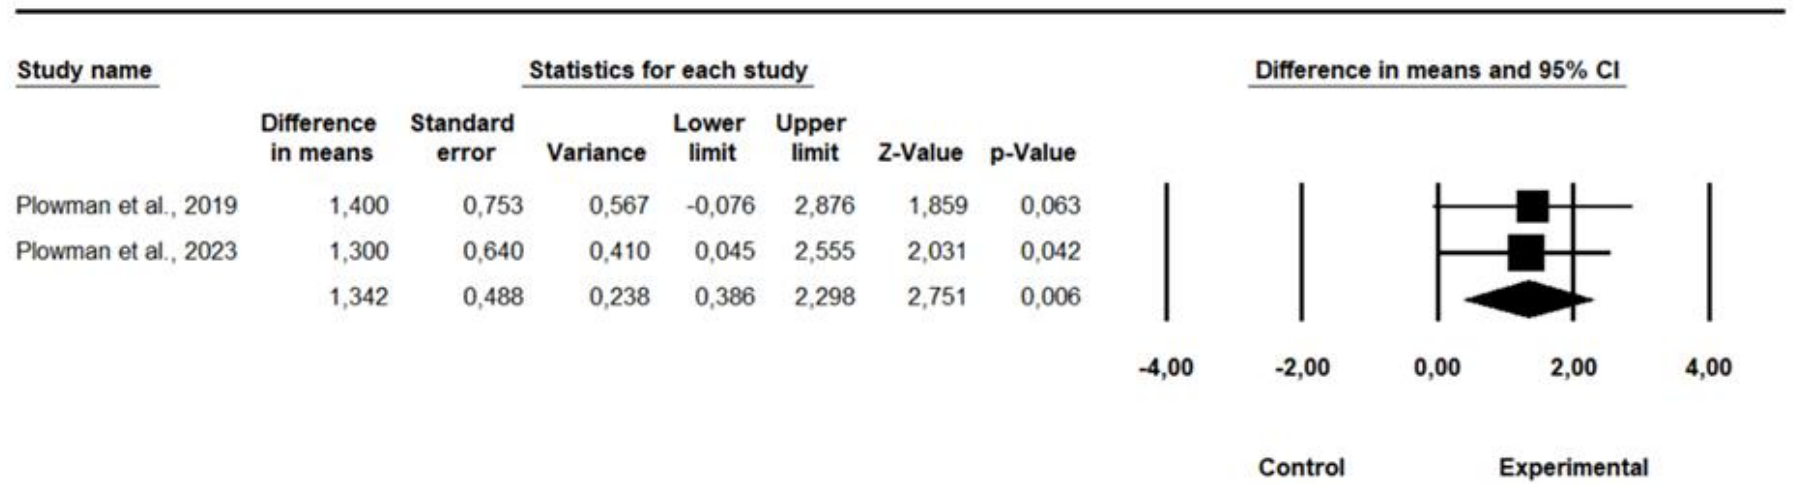 Study name Statistics for each study Difference in means and 95% CI
Difference Standard Lower Upper
in means error Variance limit limit Z-Value p-Value
Plowman et al., 2019 1,400 0,753 0,567 -0,076 2,876 1,859 0,063
Plowman et al., 2023 1,300 0,640 0,410 0,045 2,555 2,031 0,042
1,342 0,488 0,238 0,386 2,298 2,751 0,006
-4,00 -2,00 0,00 2,00 4,00
Control Experimental